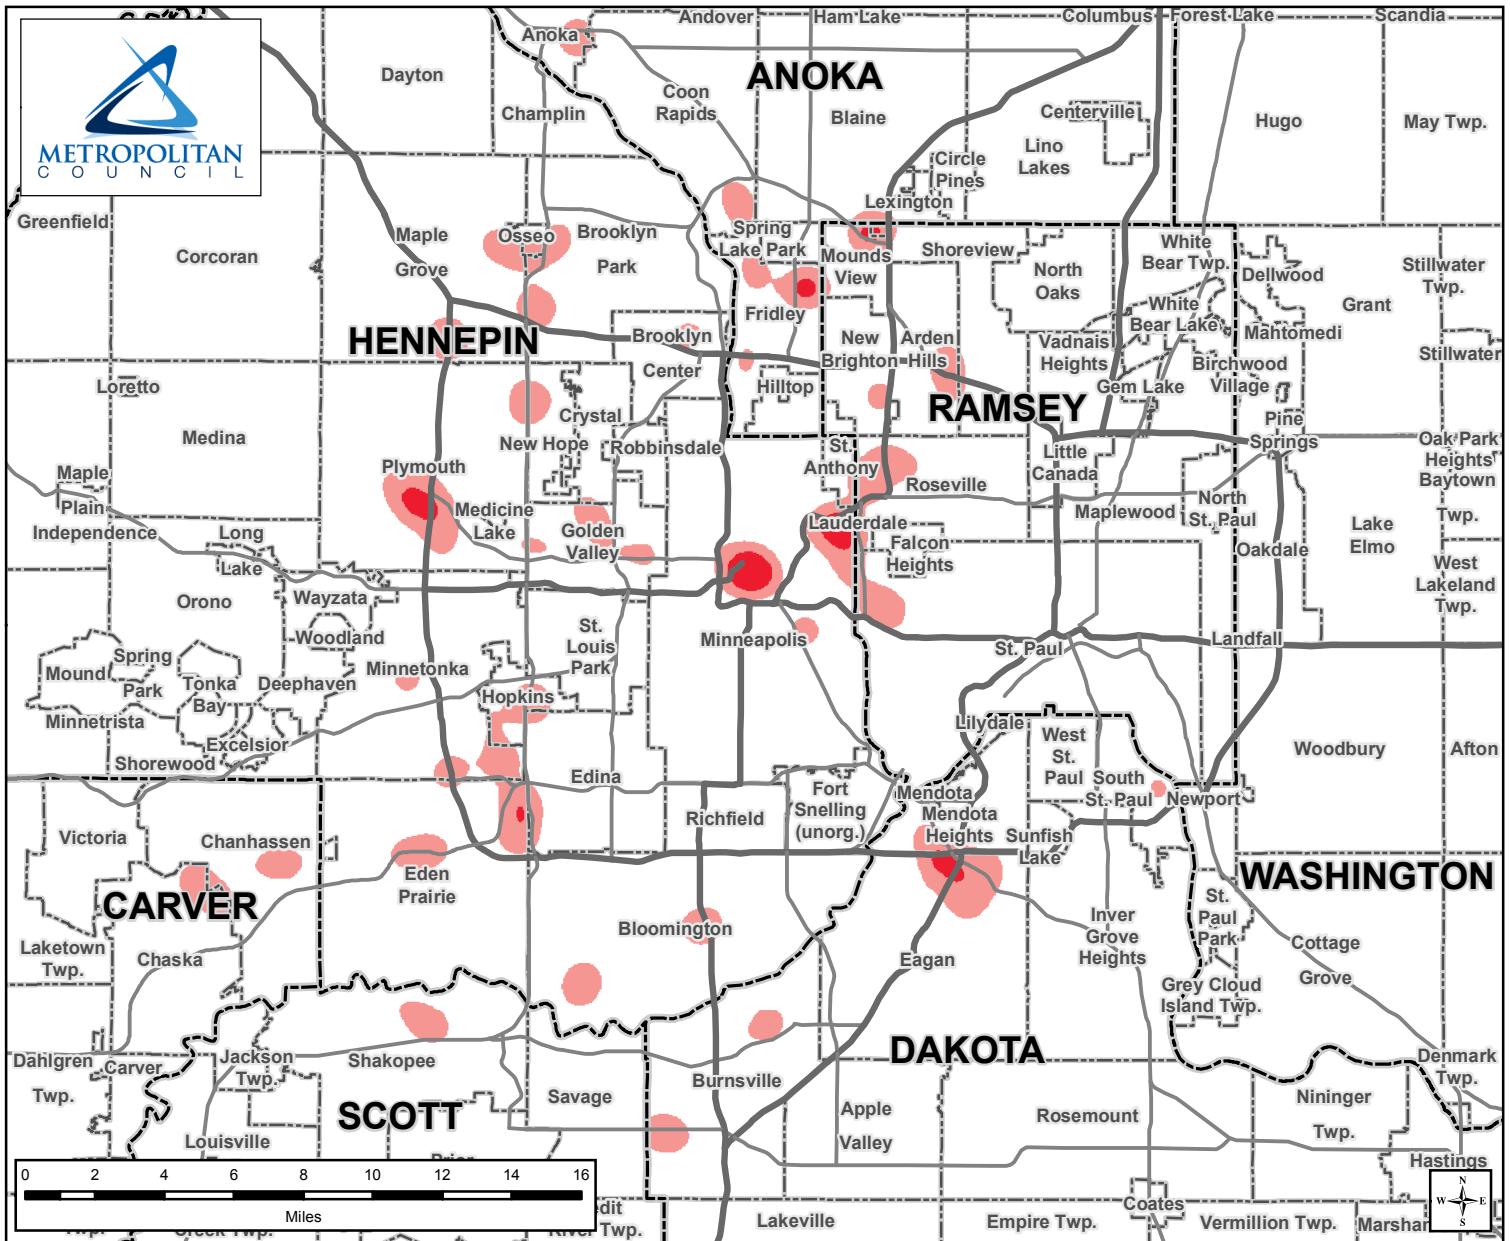 METROPOLITAN
COUNCIL
Andover
Ham Lake
Columbus
Forest Lake
Scandia
Anoka
ANOKA
Dayton
Champlin
Coon
Rapids
Blaine
Centerville
Hugo
May Twp.
Lino
Lakes
Circle
Pines
Lexington
Greenfield
Corcoran
Maple
Grove
Osseo
Brooklyn
Park
Spring
Lake Park
Mounds
View
Shoreview
North
Oaks
White
Bear Twp.
Dellwood
Stillwater
Twp.
Grant
White
Bear Lake
Mahtomedi
Fridley
HENNEPIN
Brooklyn
Center
New
Brighton
Arden
Hills
Vadnais
Heights
Birchwood
Village
Stillwater
Gem Lake
Hilltop
RAMSEY
Loretto
Medina
Crystal
New Hope
Robbinsdale
St.
Anthony
Little
Canada
Pine
Springs
Oak Park
Heights
Baytown
Twp.
Maple
Plain
Independence
Plymouth
Medicine
Lake
Golden
Valley
Roseville
Lauderdale
Falcon
Heights
Maplewood
North
St. Paul
Oakdale
Lake
Elmo
West
Lakeland
Twp.
Long
Lake
Orono
Wayzata
Woodland
Minneapolis
St.
Louis
Park
St. Paul
Landfall
Mound
Spring
Park
Tonka
Bay
Deephaven
Minnetonka
Hopkins
Minnetrista
Excelsior
Shorewood
Lilydale
West
St.
Paul
South
St. Paul
Newport
Woodbury
Afton
Edina
Richfield
Fort
Snelling
(unorg.)
Mendota
Mendota
Heights
Sunfish
Lake
Victoria
Chanhassen
CARVER
Eden
Prairie
Bloomington
WASHINGTON
St.
Paul
Park
Inver
Grove
Heights
Cottage
Grove
Laketown
Twp.
Chaska
Eagan
Grey Cloud
Island Twp.
DAKOTA
Dahlgren
Twp.
Carver
Jackson
Twp.
Shakopee
Burnsville
Denmark
Twp.
SCOTT
Savage
Apple
Valley
Rosemount
Nininger
Twp.
Louisville
Prior
Hastings
0 2 4 6 8 10 12 14 16
Miles
Creek Twp.
edit
River Twp.
Lakeville
Empire Twp.
Coates
Vermillion Twp.
Marshan
N
W E
S